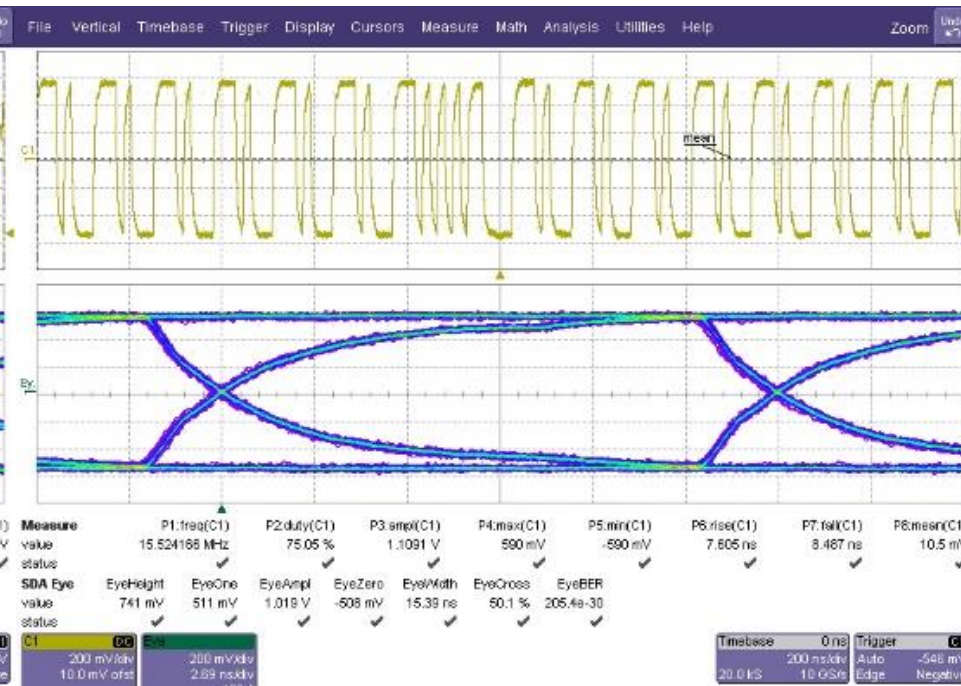 File Vertical Timebase Trigger Display Cursors Measure Math Analysis Utilities Help Zoom
C1
mean
Ey.
Measure P1:freq(C1) P2:duty(C1) P3:ampl(C1) P4:max(C1) P5:min(C1) P6:rise(C1) P7:fall(C1) P8:mean(C1)
value 15.524166 MHz 75.05 % 1.1091 V 590 mV -590 mV 7.605 ns 8.487 ns 10.5 mV
status
SDA Eye EyeHeight EyeOne EyeAmpl EyeZero EyeWidth EyeCross EyeBER
value 741 mV 511 mV 1.019 V -508 mV 15.39 ns 50.1 % 205.4e-30
status
C1 DC Eye Timebase 0 ns Trigger
200 mV/div 200 mV/div 200 ns/div Auto -548 mV
10.0 mV ofst 2.69 ns/div 20.0 kS 10 GS/s Edge Negative